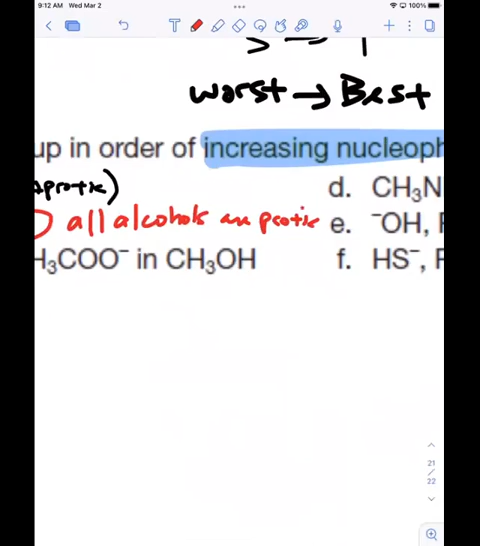 9:12 AM Wed Mar 2
100%
worst → Best
up in order of increasing nucleoph
aprotic)
d. CH₃N
all alcohols are protic
e. ⁻OH, F
H₃COO⁻ in CH₃OH
f. HS⁻, F
21
/
22